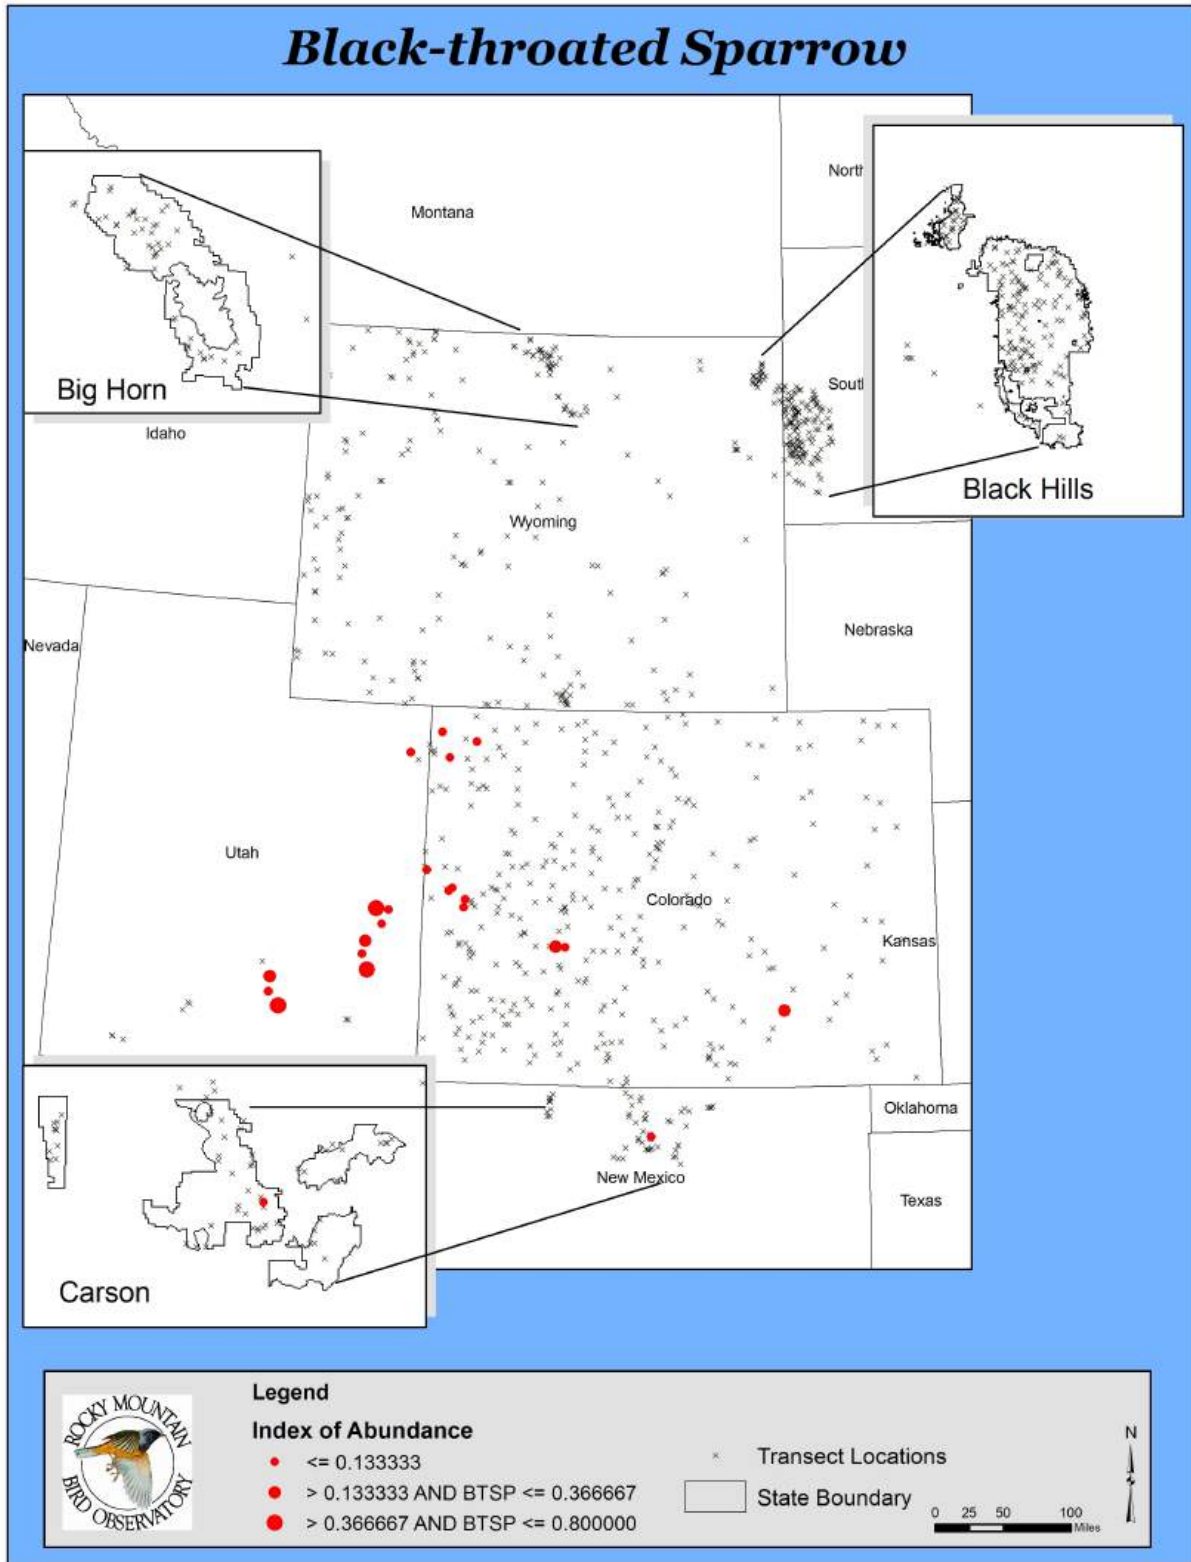 Black-throated Sparrow
Montana
North
Big Horn
Idaho
South
Black Hills
Wyoming
Nevada
Nebraska
Utah
Colorado
Kansas
Oklahoma
New Mexico
Texas
Carson
ROCKY MOUNTAIN
BIRD OBSERVATORY
Legend
Index of Abundance
<= 0.133333
> 0.133333 AND BTSP <= 0.366667
> 0.366667 AND BTSP <= 0.800000
Transect Locations
State Boundary
N
0 25 50 100
Miles